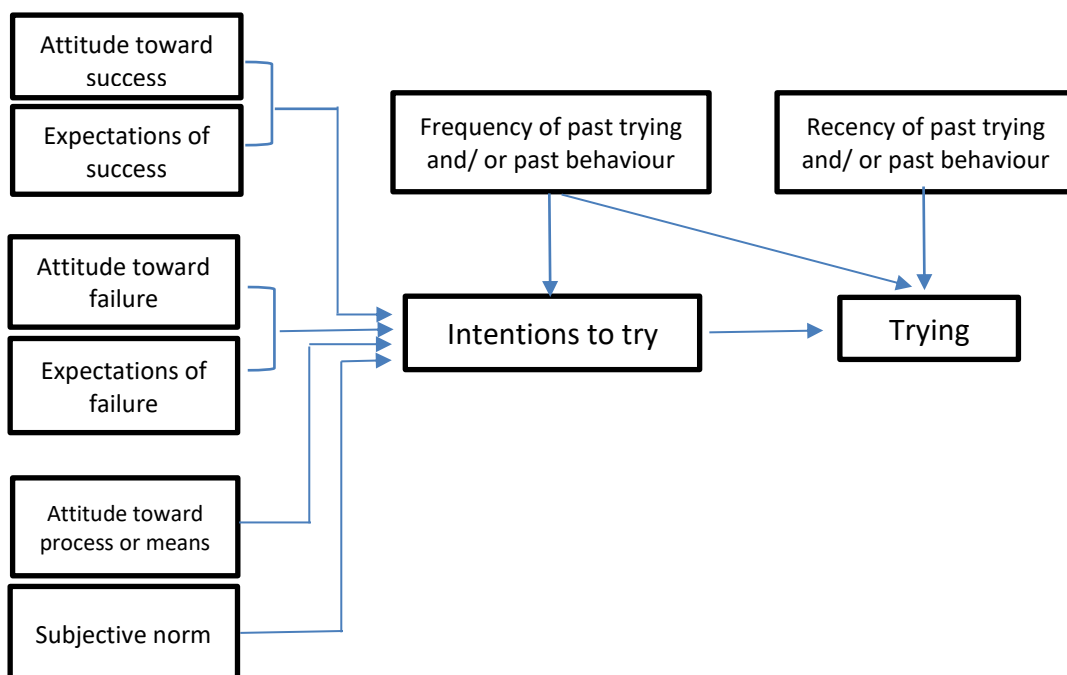 Attitude toward
success
Expectations of
success
Attitude toward
failure
Expectations of
failure
Attitude toward
process or means
Subjective norm
Frequency of past trying
and/ or past behaviour
Recency of past trying
and/ or past behaviour
Intentions to try
Trying